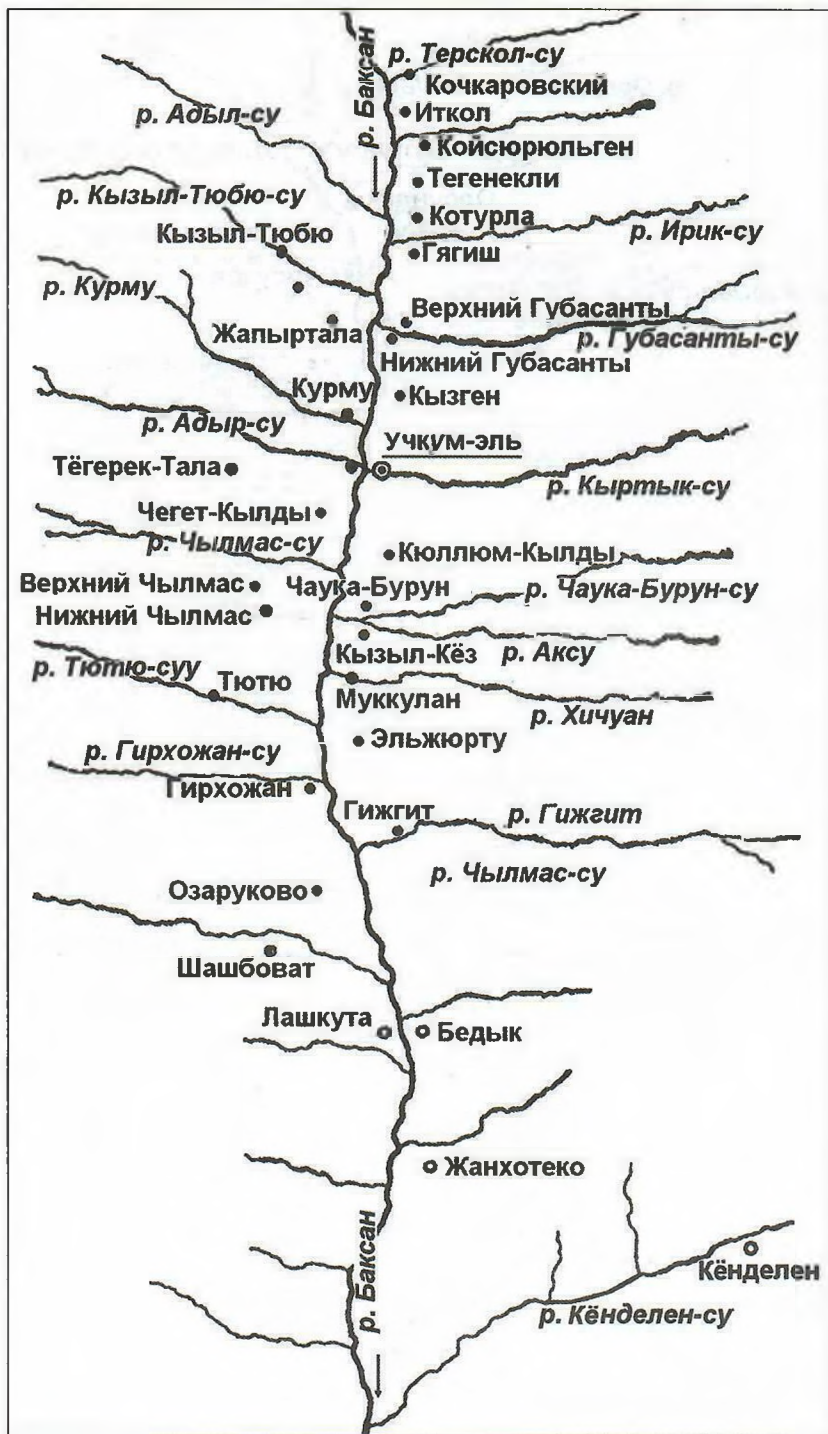 р. Терскол-су
р. Баксан
Кочкаровский
Иткол
р. Адыл-су
Койсюрюльген
Тегенекли
р. Кызыл-Тюбю-су
Котурла
р. Ирик-су
Кызыл-Тюбю
Гягиш
р. Курму
Верхний Губасанты
Жапыртала
р. Губасанты-су
Нижний Губасанты
Курму
Кызген
р. Адыр-су
Учкум-эль
Тёгерек-Тала
р. Кыртык-су
Чегет-Кылды
р. Чылмас-су
Кюллюм-Кылды
Верхний Чылмас
Чаука-Бурун
р. Чаука-Бурун-су
Нижний Чылмас
Кызыл-Кёз
р. Аксу
р. Тютю-суу
Тютю
Муккулан
р. Хичуан
Эльжюрту
р. Гирхожан-су
Гирхожан
Гижгит
р. Гижгит
р. Чылмас-су
Озаруково
Шашбоват
Лашкута
Бедык
Жанхотеко
р. Баксан
Кёнделен
р. Кёнделен-су